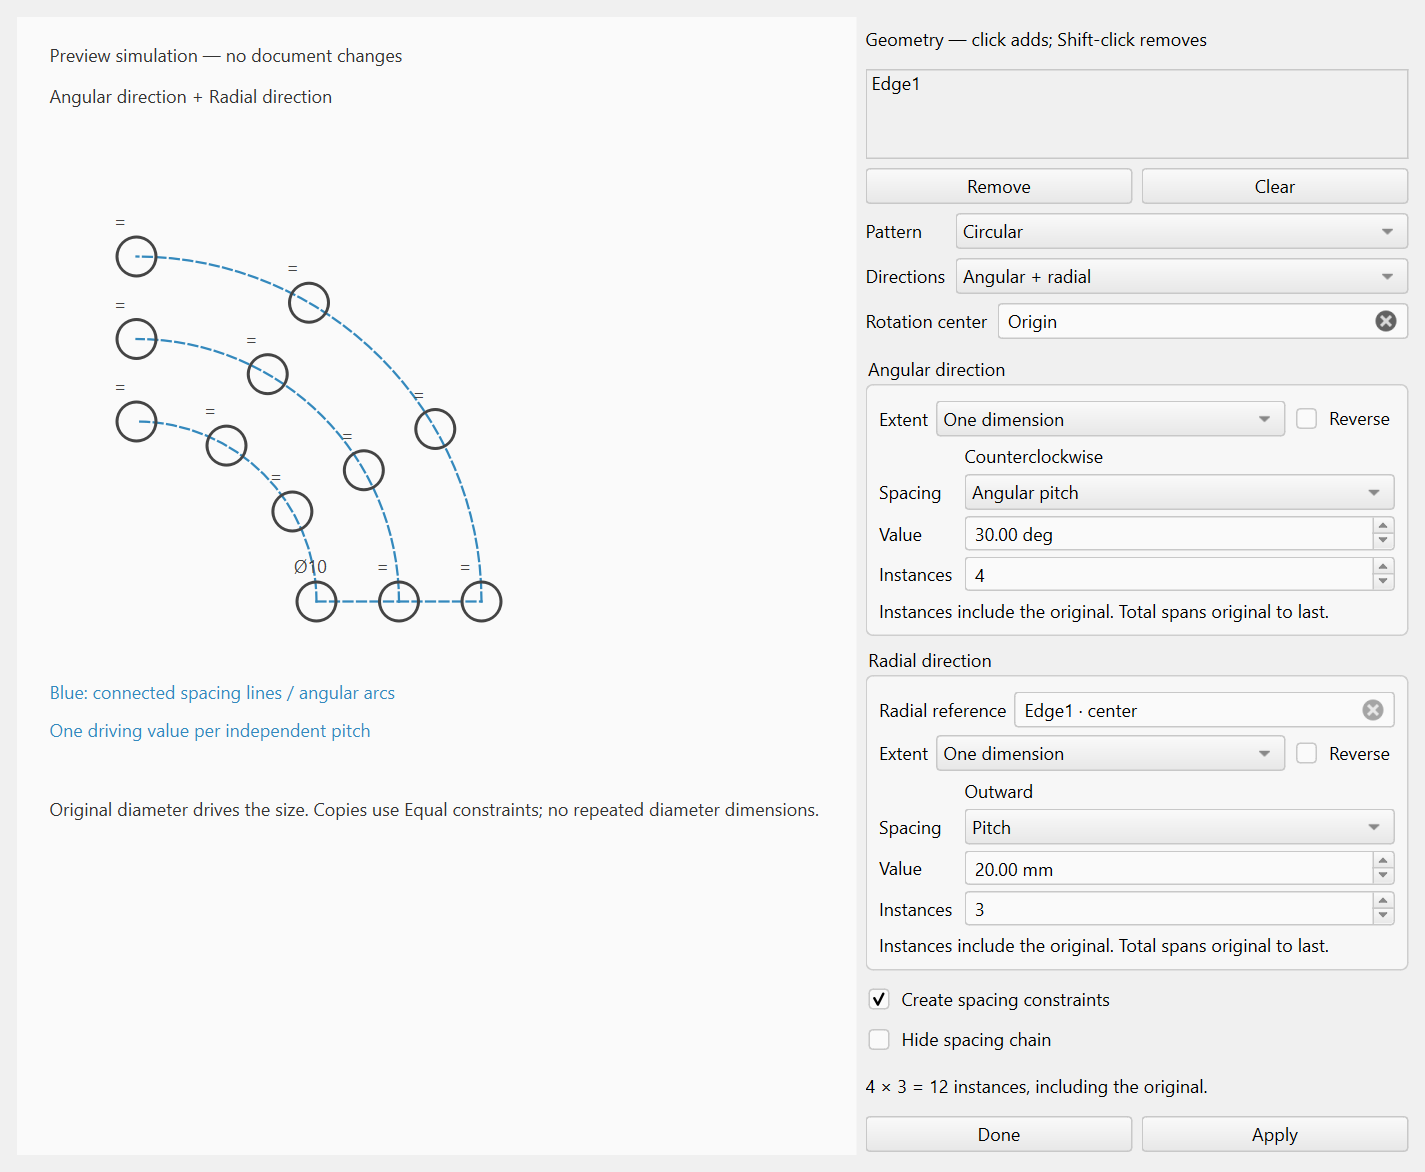 Preview simulation — no document changes
Angular direction + Radial direction
=
=
=
=
=
=
=
=
=
Ø10
=
=
Blue: connected spacing lines / angular arcs
One driving value per independent pitch
Original diameter drives the size. Copies use Equal constraints; no repeated diameter dimensions.
Geometry — click adds; Shift-click removes
Edge1
Remove
Clear
Pattern
Circular
Directions
Angular + radial
Rotation center
Origin
Angular direction
Extent
One dimension
Reverse
Counterclockwise
Spacing
Angular pitch
Value
30.00 deg
Instances
4
Instances include the original. Total spans original to last.
Radial direction
Radial reference
Edge1 · center
Extent
One dimension
Reverse
Outward
Spacing
Pitch
Value
20.00 mm
Instances
3
Instances include the original. Total spans original to last.
Create spacing constraints
Hide spacing chain
4 × 3 = 12 instances, including the original.
Done
Apply